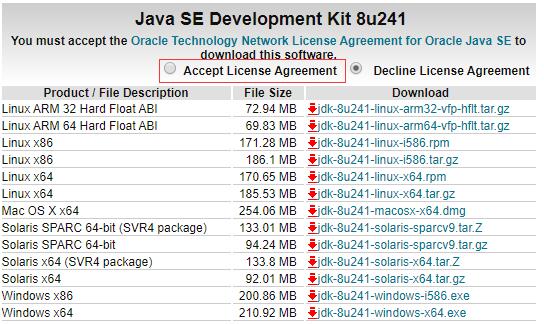 Java SE Development Kit 8u241
You must accept the Oracle Technology Network License Agreement for Oracle Java SE to
download this software.
Accept License Agreement Decline License Agreement
Product / File Description File Size Download
Linux ARM 32 Hard Float ABI 72.94 MB jdk-8u241-linux-arm32-vfp-hflt.tar.gz
Linux ARM 64 Hard Float ABI 69.83 MB jdk-8u241-linux-arm64-vfp-hflt.tar.gz
Linux x86 171.28 MB jdk-8u241-linux-i586.rpm
Linux x86 186.1 MB jdk-8u241-linux-i586.tar.gz
Linux x64 170.65 MB jdk-8u241-linux-x64.rpm
Linux x64 185.53 MB jdk-8u241-linux-x64.tar.gz
Mac OS X x64 254.06 MB jdk-8u241-macosx-x64.dmg
Solaris SPARC 64-bit (SVR4 package) 133.01 MB jdk-8u241-solaris-sparcv9.tar.Z
Solaris SPARC 64-bit 94.24 MB jdk-8u241-solaris-sparcv9.tar.gz
Solaris x64 (SVR4 package) 133.8 MB jdk-8u241-solaris-x64.tar.Z
Solaris x64 92.01 MB jdk-8u241-solaris-x64.tar.gz
Windows x86 200.86 MB jdk-8u241-windows-i586.exe
Windows x64 210.92 MB jdk-8u241-windows-x64.exe